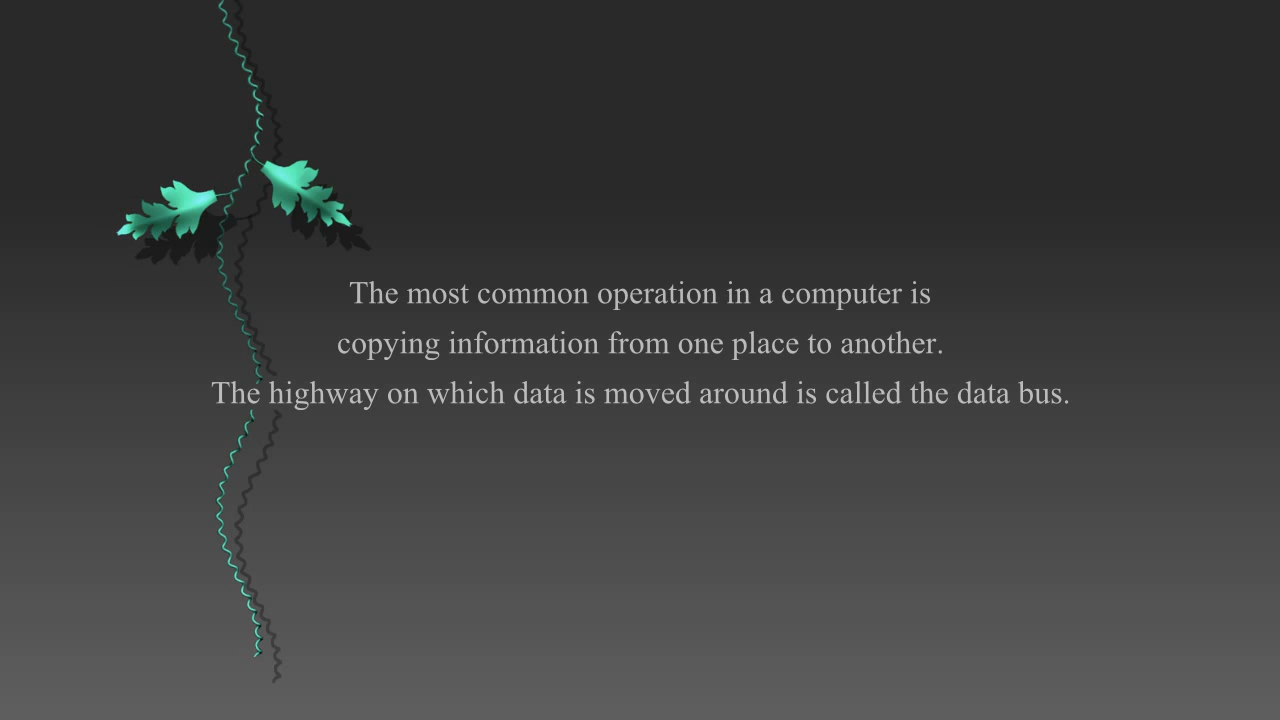 The most common operation in a computer is
copying information from one place to another.
The highway on which data is moved around is called the data bus.